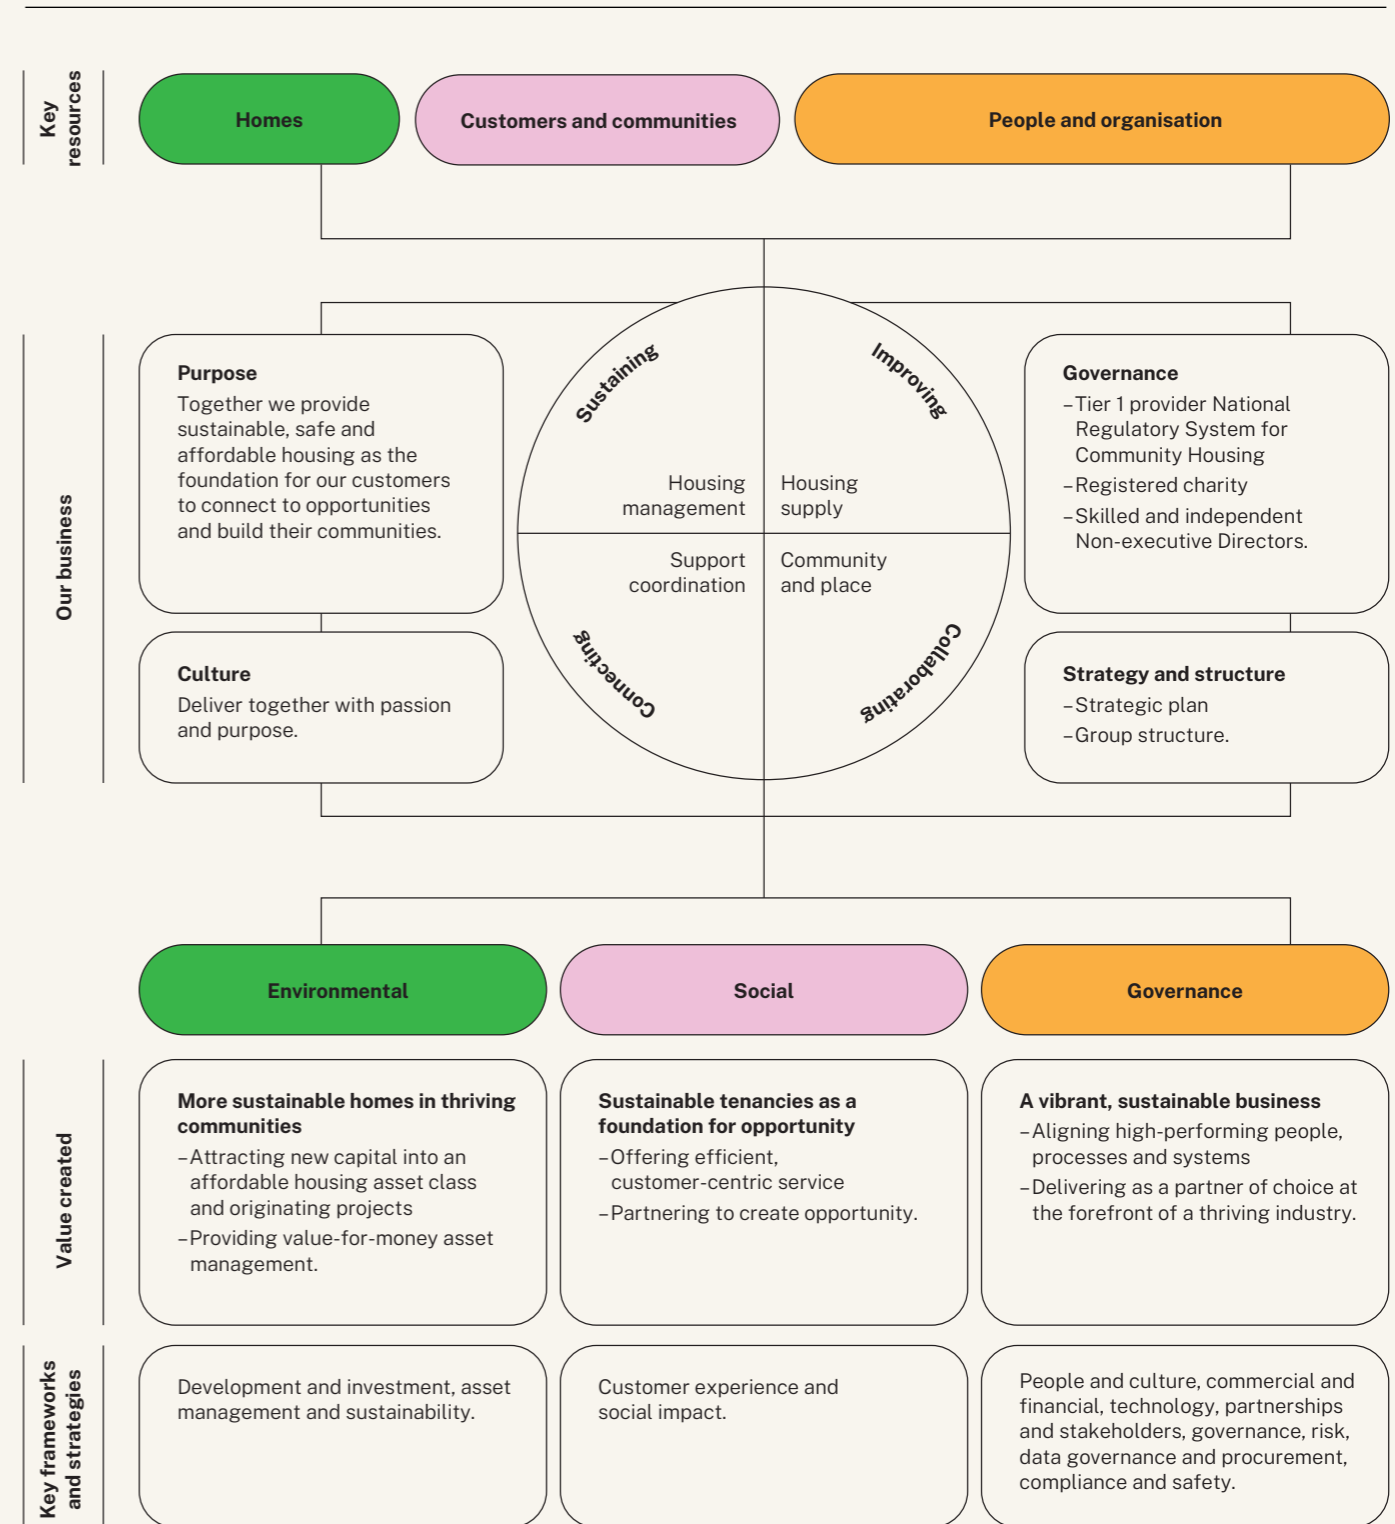 Key
resources
Homes
Customers and communities
People and organisation
Our business
Purpose
Together we provide
sustainable, safe and
affordable housing as the
foundation for our customers
to connect to opportunities
and build their communities.
Culture
Deliver together with passion
and purpose.
Sustaining
Improving
Housing
management
Housing
supply
Support
coordination
Community
and place
Connecting
Collaborating
Governance
–Tier 1 provider National
Regulatory System for
Community Housing
–Registered charity
–Skilled and independent
Non-executive Directors.
Strategy and structure
–Strategic plan
–Group structure.
Environmental
Social
Governance
Value created
More sustainable homes in thriving
communities
–Attracting new capital into an
affordable housing asset class
and originating projects
–Providing value-for-money asset
management.
Sustainable tenancies as a
foundation for opportunity
–Offering efficient,
customer-centric service
–Partnering to create opportunity.
A vibrant, sustainable business
–Aligning high-performing people,
processes and systems
–Delivering as a partner of choice at
the forefront of a thriving industry.
Key frameworks
and strategies
Development and investment, asset
management and sustainability.
Customer experience and
social impact.
People and culture, commercial and
financial, technology, partnerships
and stakeholders, governance, risk,
data governance and procurement,
compliance and safety.